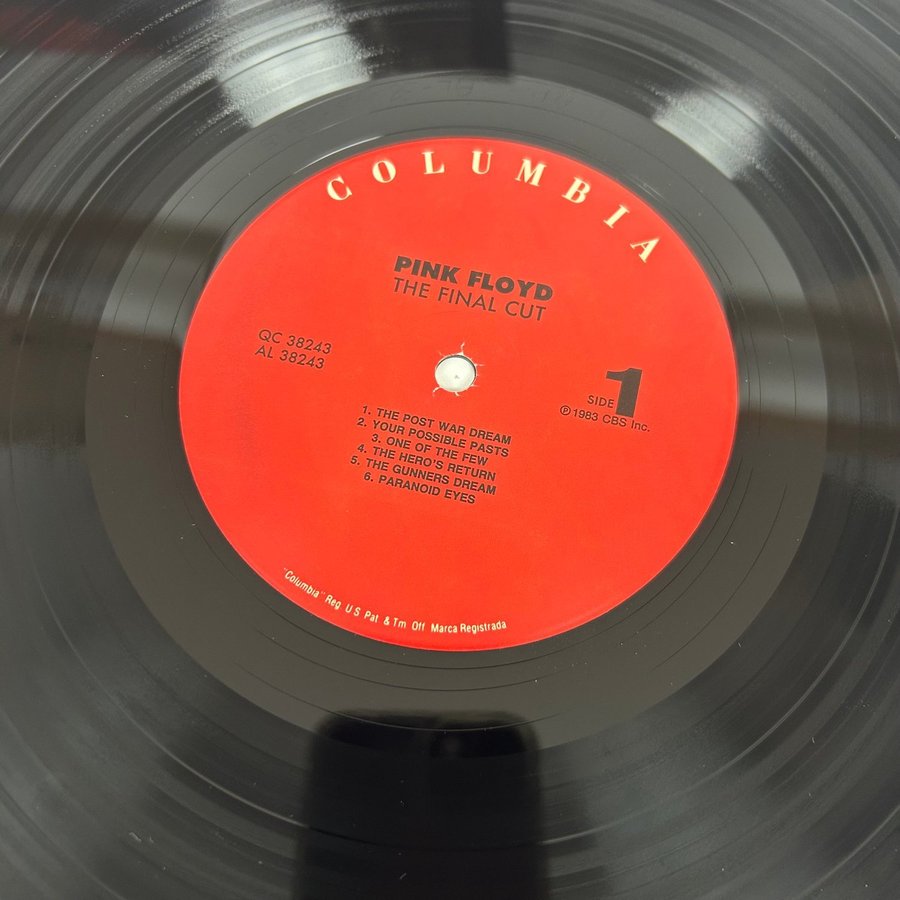 COLUMBIA
PINK FLOYD
THE FINAL CUT
QC 38243
AL 38243
SIDE 1
℗ 1983 CBS Inc.
1. THE POST WAR DREAM
2. YOUR POSSIBLE PASTS
3. ONE OF THE FEW
4. THE HERO'S RETURN
5. THE GUNNERS DREAM
6. PARANOID EYES
"Columbia" Reg. U S Pat. & Tm Off Marca Registrada